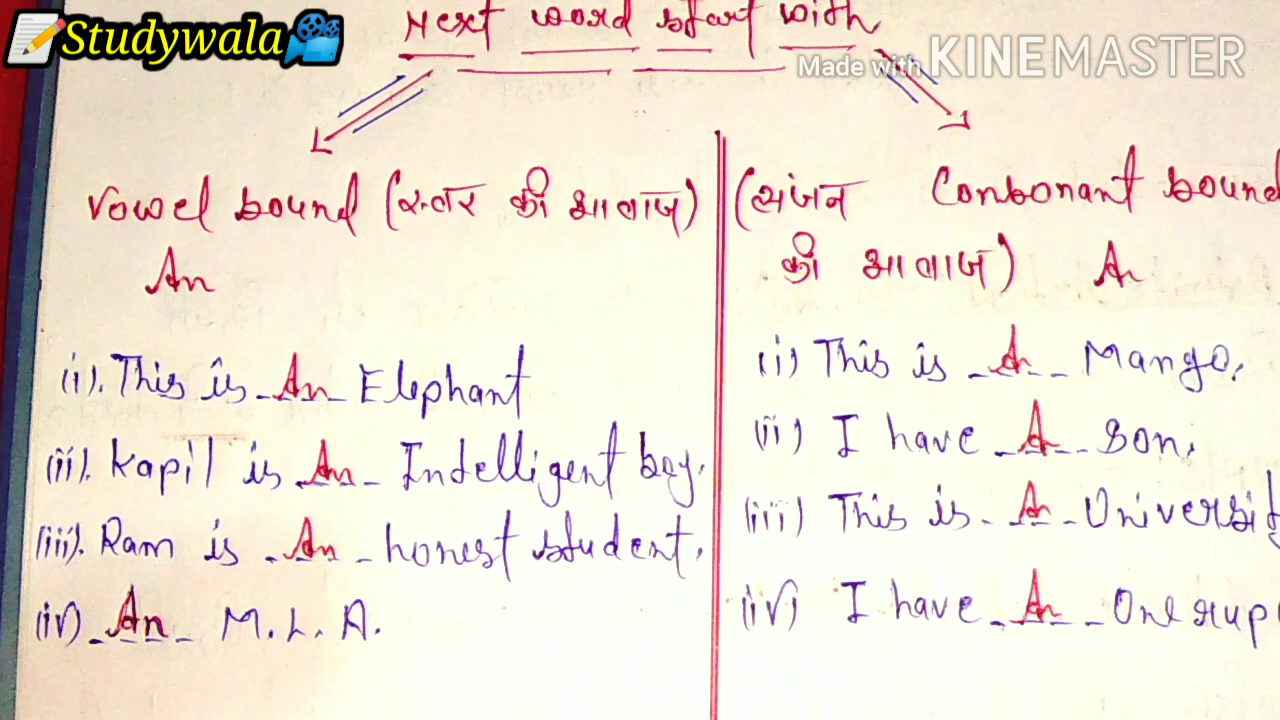 Studywala
Next word start with
Made with KINEMASTER
Vowel sound (स्वर की आवाज)
An
(i). This is An Elephant
(ii). Kapil is An Intelligent boy.
(iii). Ram is An honest student.
(iv) An M.L.A.
(व्यंजन Consonant sound
की आवाज) A
(i) This is A Mango.
(ii) I have A son.
(iii) This is A Universit
(iv) I have A One rup